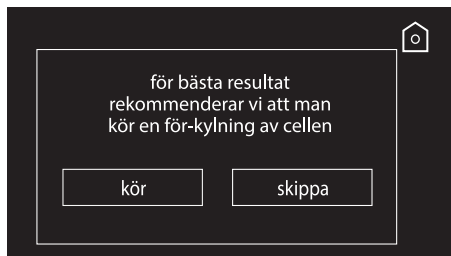 för bästa resultat
rekommenderar vi att man
kör en för-kylning av cellen
kör
skippa